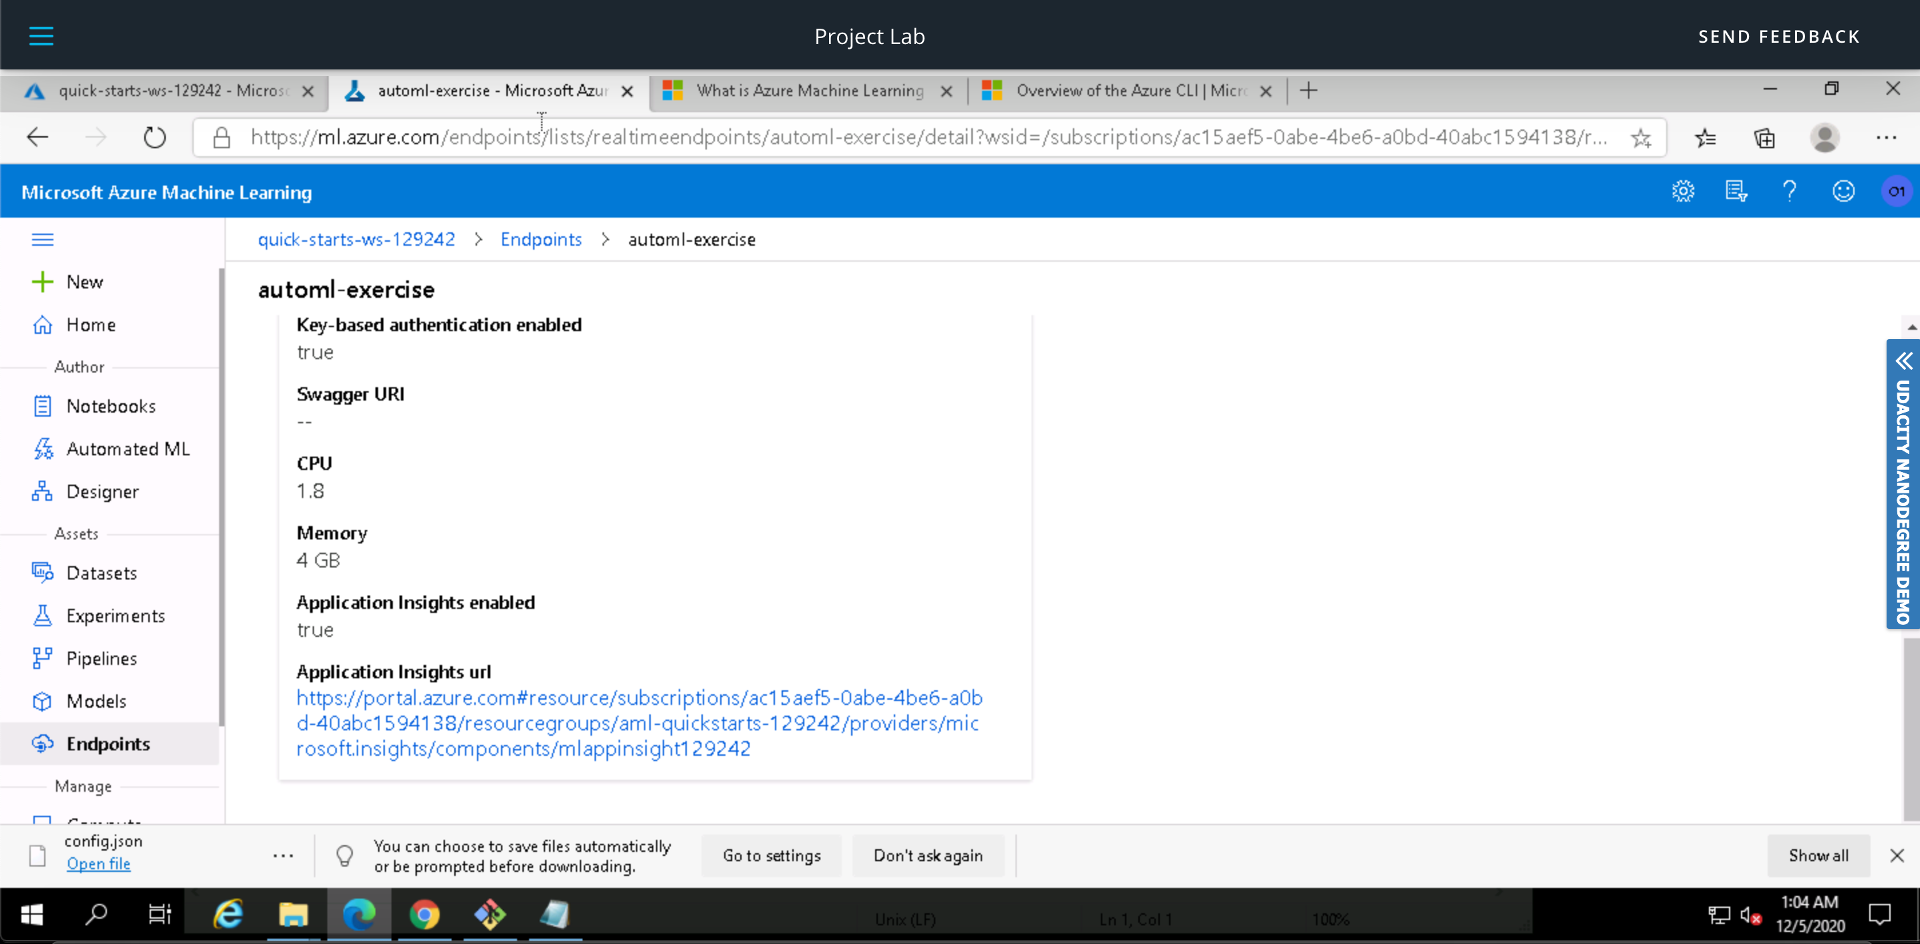 Project Lab
SEND FEEDBACK
quick-starts-ws-129242 - Micros
automl-exercise - Microsoft Azur
What is Azure Machine Learning
Overview of the Azure CLI | Micr
https://ml.azure.com/endpoints/lists/realtimeendpoints/automl-exercise/detail?wsid=/subscriptions/ac15aef5-0abe-4be6-a0bd-40abc1594138/r...
Microsoft Azure Machine Learning
O1
quick-starts-ws-129242 > Endpoints > automl-exercise
New
Home
Author
Notebooks
Automated ML
Designer
Assets
Datasets
Experiments
Pipelines
Models
Endpoints
Manage
Compute
automl-exercise
Key-based authentication enabled
true
Swagger URI
--
CPU
1.8
Memory
4 GB
Application Insights enabled
true
Application Insights url
https://portal.azure.com#resource/subscriptions/ac15aef5-0abe-4be6-a0b
d-40abc1594138/resourcegroups/aml-quickstarts-129242/providers/mic
rosoft.insights/components/mlappinsight129242
UDACITY NANODEGREE DEMO
config.json
Open file
...
You can choose to save files automatically
or be prompted before downloading.
Go to settings
Don't ask again
Show all
Unix (LF)
Ln 1, Col 1
100%
1:04 AM
12/5/2020